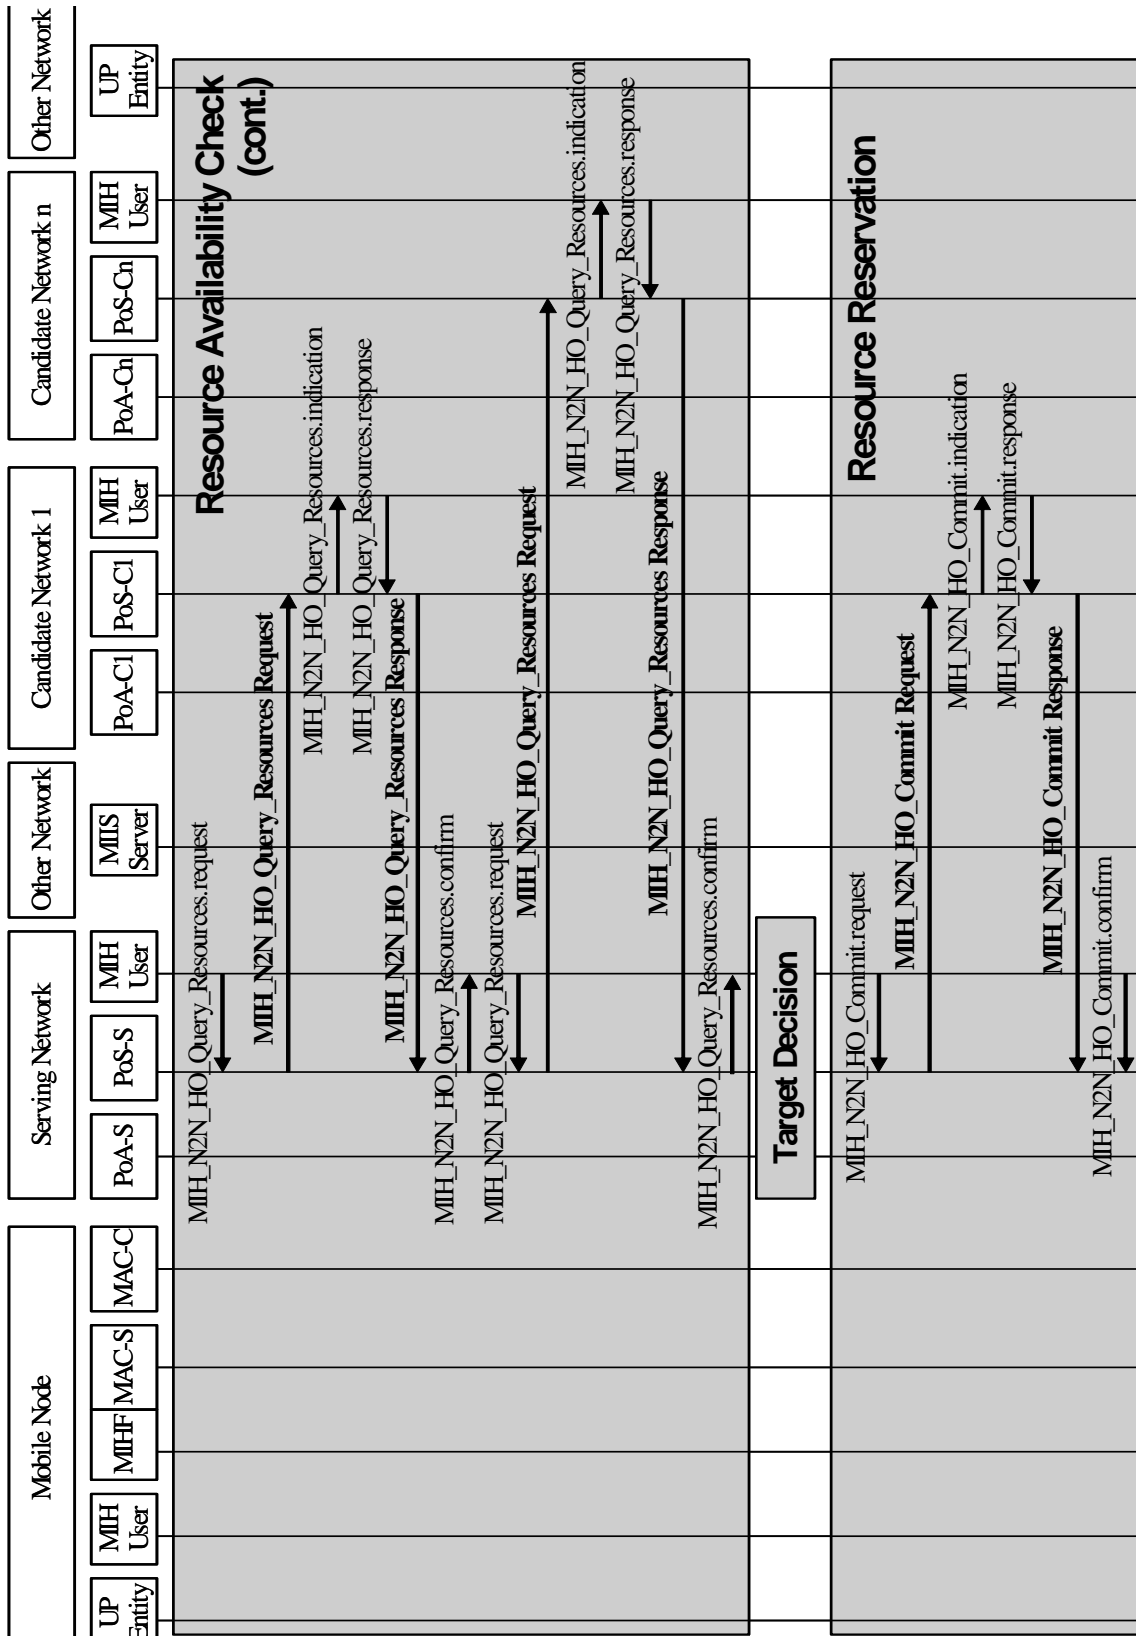 Mobile Node
Serving Network
Other Network
Candidate Network 1
Candidate Network n
Other Network
UP
Entity
MIH
User
MIHF
MAC-S
MAC-C
PoA-S
PoS-S
MIH
User
MIIS
Server
PoA-C1
PoS-C1
MIH
User
PoA-Cn
PoS-Cn
MIH
User
UP
Entity
Resource Availability Check
(cont.)
MIH_N2N_HO_Query_Resources.request
MIH_N2N_HO_Query_Resources Request
MIH_N2N_HO_Query_Resources.indication
MIH_N2N_HO_Query_Resources.response
MIH_N2N_HO_Query_Resources Response
MIH_N2N_HO_Query_Resources.confirm
MIH_N2N_HO_Query_Resources.request
MIH_N2N_HO_Query_Resources Request
MIH_N2N_HO_Query_Resources.indication
MIH_N2N_HO_Query_Resources.response
MIH_N2N_HO_Query_Resources Response
MIH_N2N_HO_Query_Resources.confirm
Target Decision
Resource Reservation
MIH_N2N_HO_Commit.request
MIH_N2N_HO_Commit Request
MIH_N2N_HO_Commit.indication
MIH_N2N_HO_Commit.response
MIH_N2N_HO_Commit Response
MIH_N2N_HO_Commit.confirm